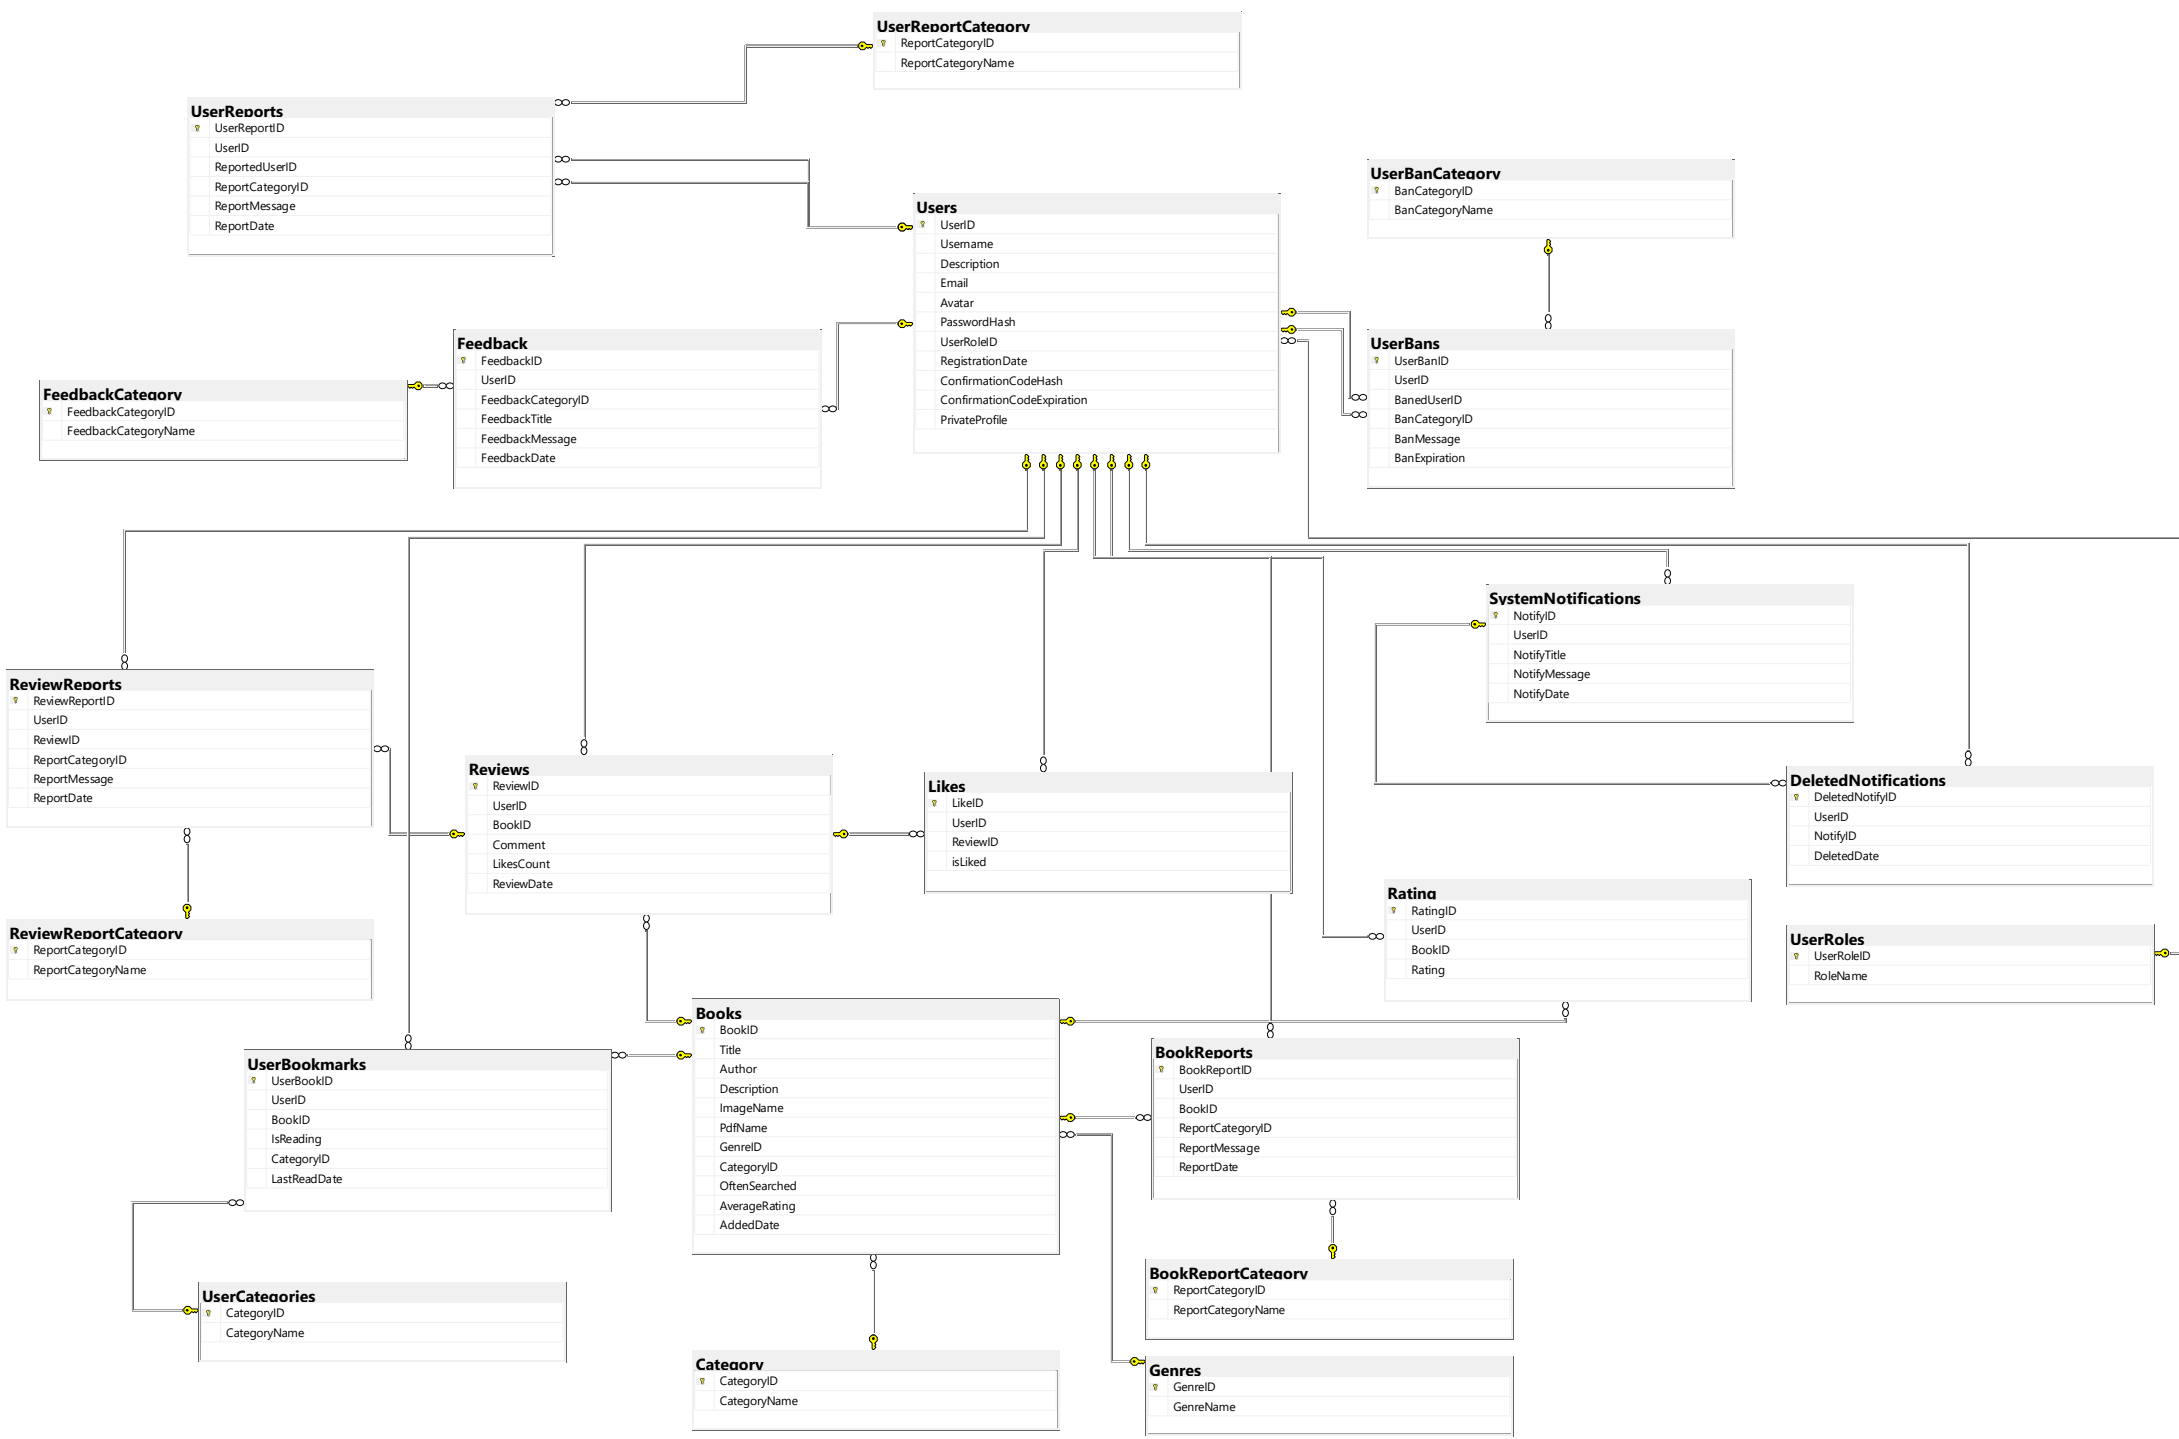 UserReportCategory
ReportCategoryID
ReportCategoryName
UserReports
UserReportID
UserID
ReportedUserID
ReportCategoryID
ReportMessage
ReportDate
UserBanCategory
BanCategoryID
BanCategoryName
Users
UserID
Username
Description
Email
Avatar
PasswordHash
UserRoleID
RegistrationDate
ConfirmationCodeHash
ConfirmationCodeExpiration
PrivateProfile
Feedback
FeedbackID
UserID
FeedbackCategoryID
FeedbackTitle
FeedbackMessage
FeedbackDate
UserBans
UserBanID
UserID
BanedUserID
BanCategoryID
BanMessage
BanExpiration
FeedbackCategory
FeedbackCategoryID
FeedbackCategoryName
SystemNotifications
NotifyID
UserID
NotifyTitle
NotifyMessage
NotifyDate
ReviewReports
ReviewReportID
UserID
ReviewID
ReportCategoryID
ReportMessage
ReportDate
Reviews
ReviewID
UserID
BookID
Comment
LikesCount
ReviewDate
Likes
LikeID
UserID
ReviewID
isLiked
DeletedNotifications
DeletedNotifyID
UserID
NotifyID
DeletedDate
Rating
RatingID
UserID
BookID
Rating
ReviewReportCategory
ReportCategoryID
ReportCategoryName
UserRoles
UserRoleID
RoleName
Books
BookID
Title
Author
Description
ImageName
PdfName
GenreID
CategoryID
OftenSearched
AverageRating
AddedDate
BookReports
BookReportID
UserID
BookID
ReportCategoryID
ReportMessage
ReportDate
UserBookmarks
UserBookID
UserID
BookID
IsReading
CategoryID
LastReadDate
BookReportCategory
ReportCategoryID
ReportCategoryName
UserCategories
CategoryID
CategoryName
Category
CategoryID
CategoryName
Genres
GenreID
GenreName